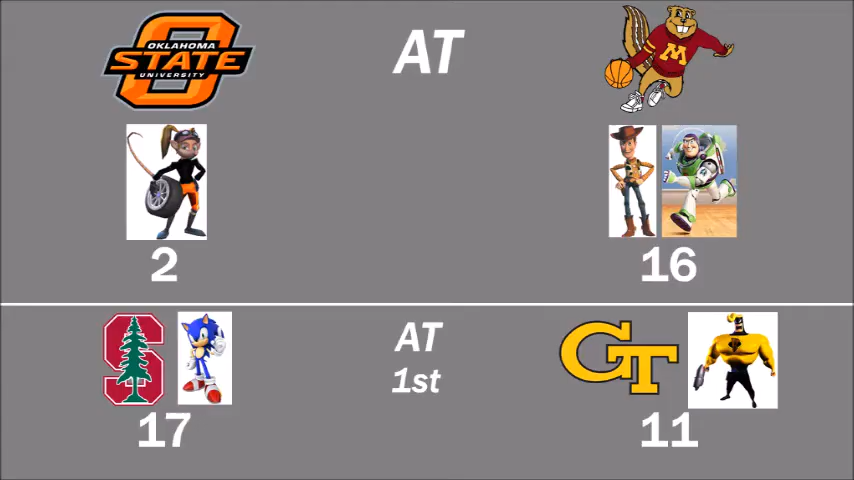 OKLAHOMA
STATE
UNIVERSITY
AT
M
2
16
S
AT
GT
1st
17
11